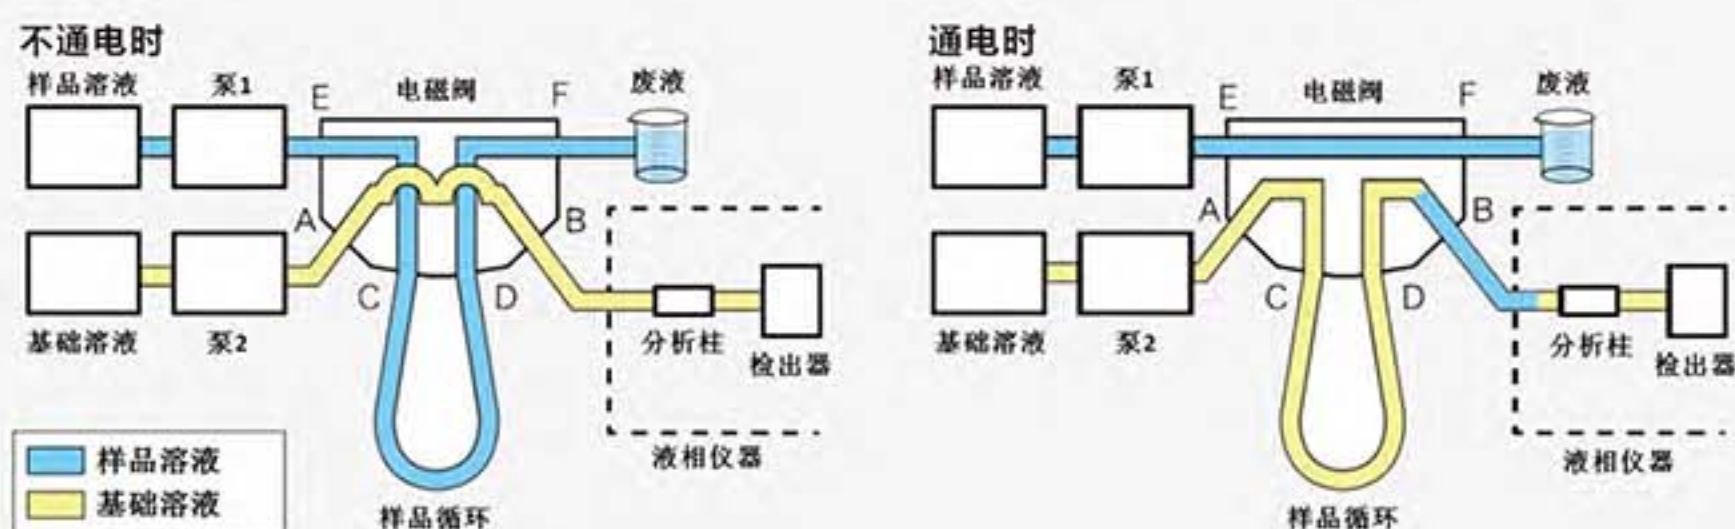 不通电时
样品溶液
泵1
E
电磁阀
F
废液
A
B
C
D
基础溶液
泵2
分析柱
检出器
液相仪器
样品溶液
基础溶液
样品循环
通电时
样品溶液
泵1
E
电磁阀
F
废液
A
B
C
D
基础溶液
泵2
分析柱
检出器
液相仪器
样品循环